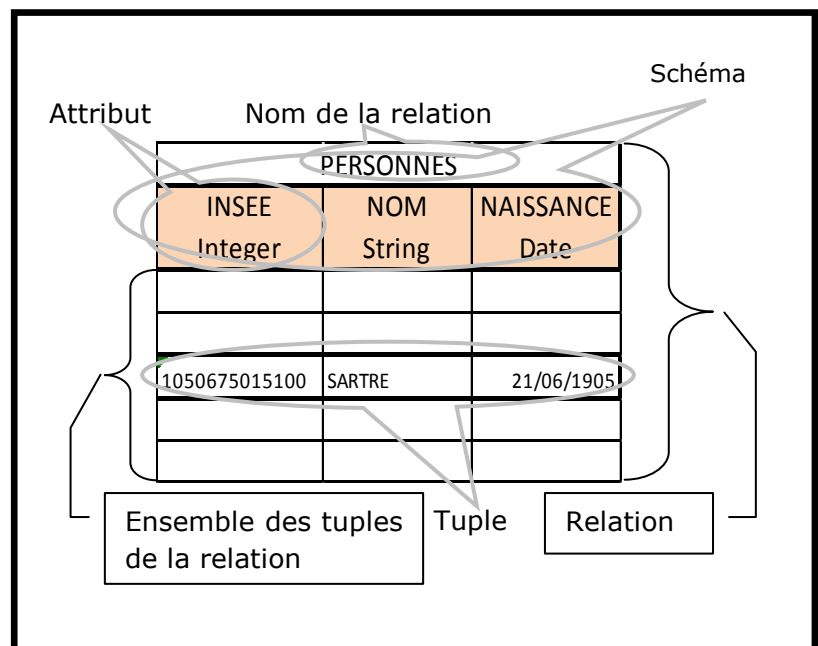 Schéma
Attribut
Nom de la relation
PERSONNES
INSEE NOM NAISSANCE
Integer String Date
1050675015100 SARTRE 21/06/1905
Ensemble des tuples
de la relation
Tuple
Relation